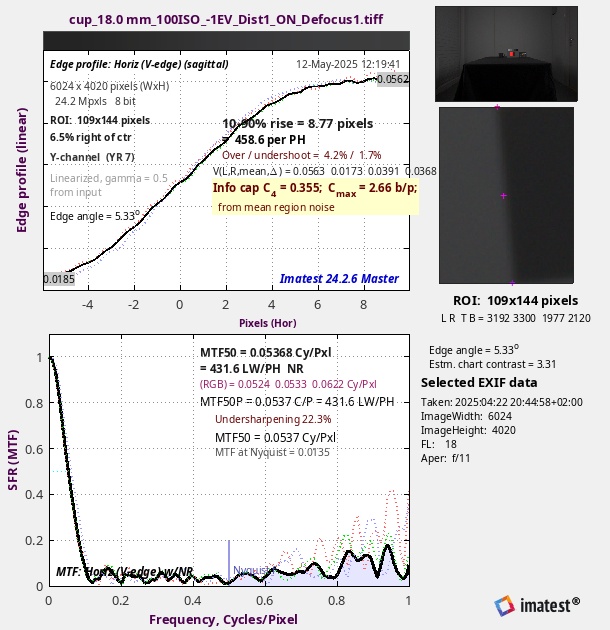 cup_18.0 mm_100ISO_-1EV_Dist1_ON_Defocus1.tiff
Edge profile: Horiz (V-edge) (sagittal)
12-May-2025 12:19:41
0.0562
6024 x 4020 pixels (WxH)
24.2 Mpxls   8 bit
ROI:  109x144 pixels
6.5% right of ctr
Y-channel  (YR 7)
Linearized, gamma = 0.5
from input
Edge angle = 5.33o
10-90% rise = 8.77 pixels
= 458.6 per PH
Over / undershoot =  4.2% /  1.7%
V(L,R,mean,Δ) = 0.0563  0.0173  0.0391  0.0368
Info cap C4 = 0.355;  Cmax = 2.66 b/p;
from mean region noise
0.0185
Imatest 24.2.6 Master
Edge profile (linear)
-4 -2 0 2 4 6 8
Pixels (Hor)
ROI:  109x144 pixels
L R  T B = 3192 3300  1977 2120
Edge angle = 5.33o
Estm. chart contrast = 3.31
Selected EXIF data
Taken: 2025:04:22 20:44:58+02:00
ImageWidth:  6024
ImageHeight:  4020
FL:   18
Aper:  f/11
MTF50 = 0.05368 Cy/Pxl
= 431.6 LW/PH  NR
(RGB) = 0.0524  0.0533  0.0622 Cy/Pxl
MTF50P = 0.0537 C/P = 431.6 LW/PH
Undersharpening 22.3%
MTF50 = 0.0537 Cy/Pxl
MTF at Nyquist = 0.0135
1
0.8
0.6
0.4
0.2
0
SFR (MTF)
MTF: Horiz (V-edge) w/NR
Nyquist
0 0.2 0.4 0.6 0.8 1
Frequency, Cycles/Pixel
imatest®